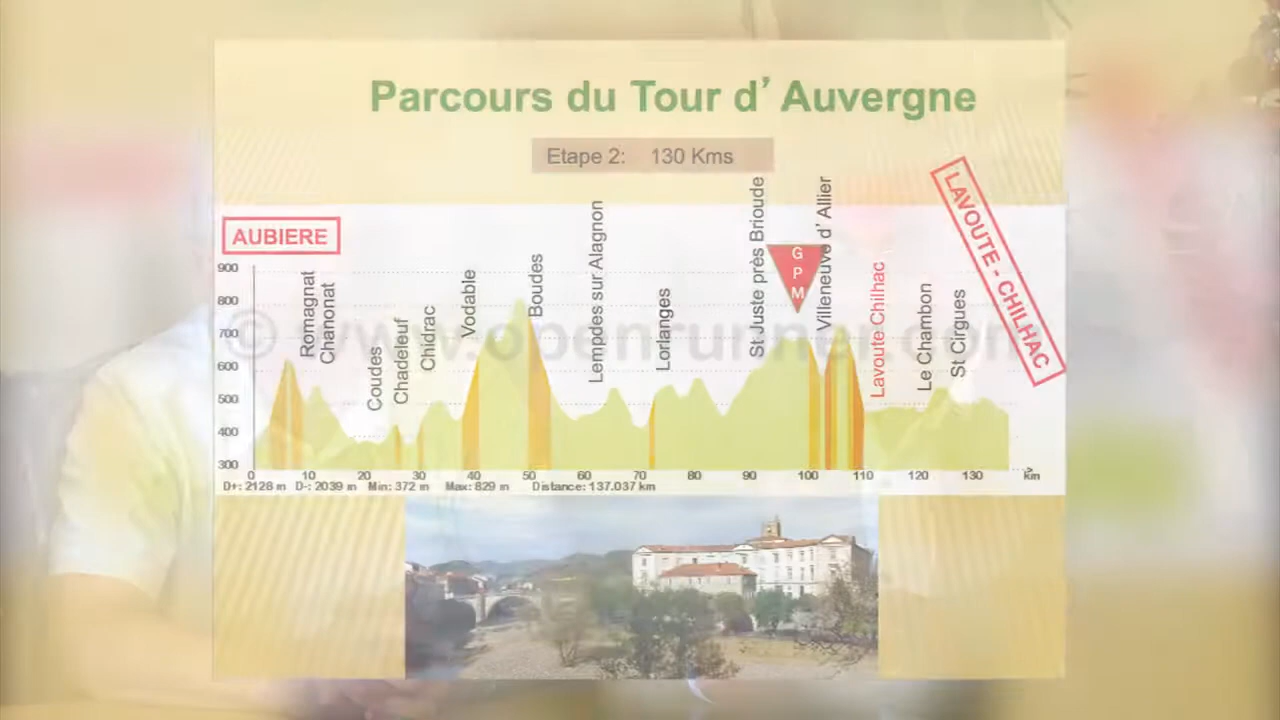 Parcours du Tour d’ Auvergne
Etape 2: 130 Kms
AUBIERE
LAVOUTE - CHILHAC
Romagnat
Chanonat
Coudes
Chadeleuf
Chidrac
Vodable
Boudes
Lempdes sur Alagnon
Lorlanges
St Juste près Brioude
G
P
M
Villeneuve d’ Allier
Lavoute Chilhac
Le Chambon
St Cirgues
© www.openrunner.com
900
800
700
600
500
400
300
0 10 20 30 40 50 60 70 80 90 100 110 120 130 km
D+: 2128 m D-: 2039 m Min: 372 m Max: 829 m Distance: 137.037 km